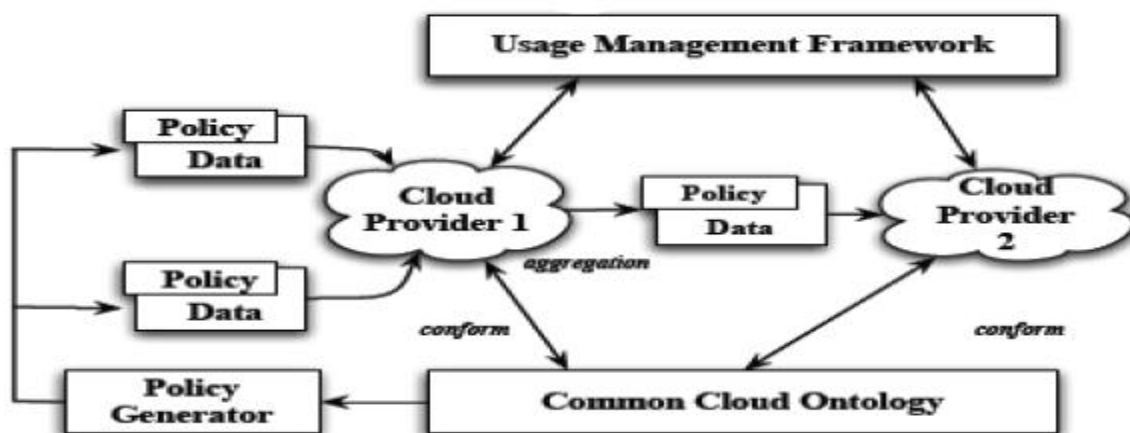 Usage Management Framework
Policy
Data
Cloud
Provider 1
Policy
Data
Cloud
Provider
2
aggregation
Policy
Data
conform
conform
Policy
Generator
Common Cloud Ontology